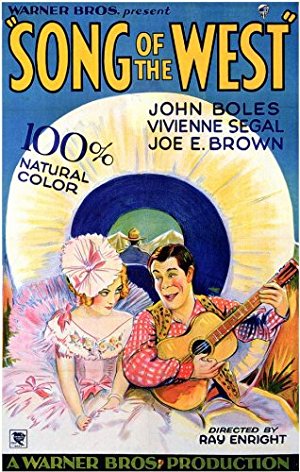 WARNER BROS. present
"SONG OF THE WEST"
JOHN BOLES
VIVIENNE SEGAL
JOE E. BROWN
100%
NATURAL
COLOR
DIRECTED BY
RAY ENRIGHT
A WARNER BROS. PRODUCTION